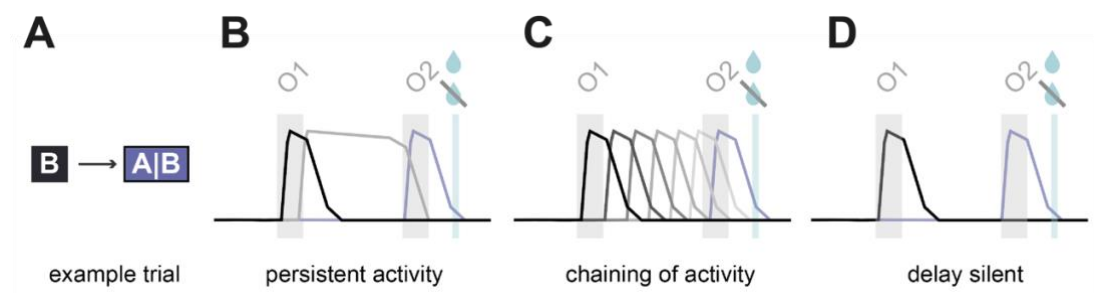 A B C D
O1 O2 O1 O2 O1 O2
B → A|B
example trial persistent activity chaining of activity delay silent